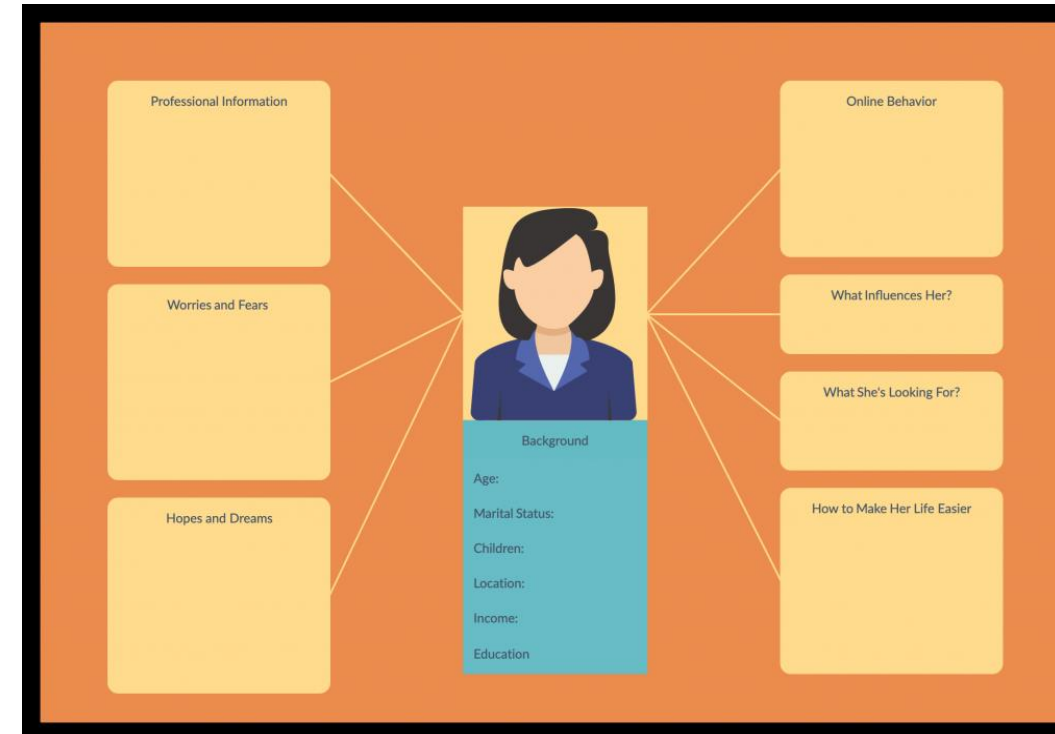 Professional Information
Worries and Fears
Hopes and Dreams
Background
Age:
Marital Status:
Children:
Location:
Income:
Education
Online Behavior
What Influences Her?
What She's Looking For?
How to Make Her Life Easier